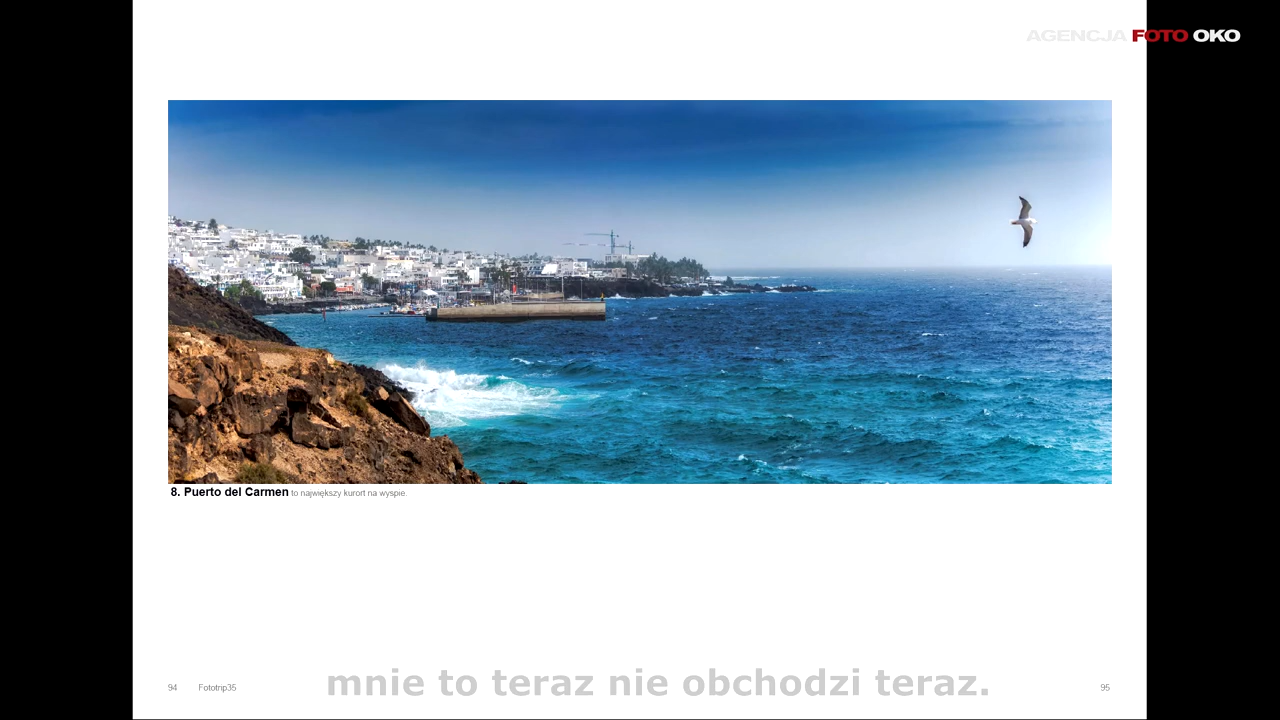 AGENCJA FOTO OKO
8. Puerto del Carmen to największy kurort na wyspie.
mnie to teraz nie obchodzi teraz.
94 Fototrip35 95